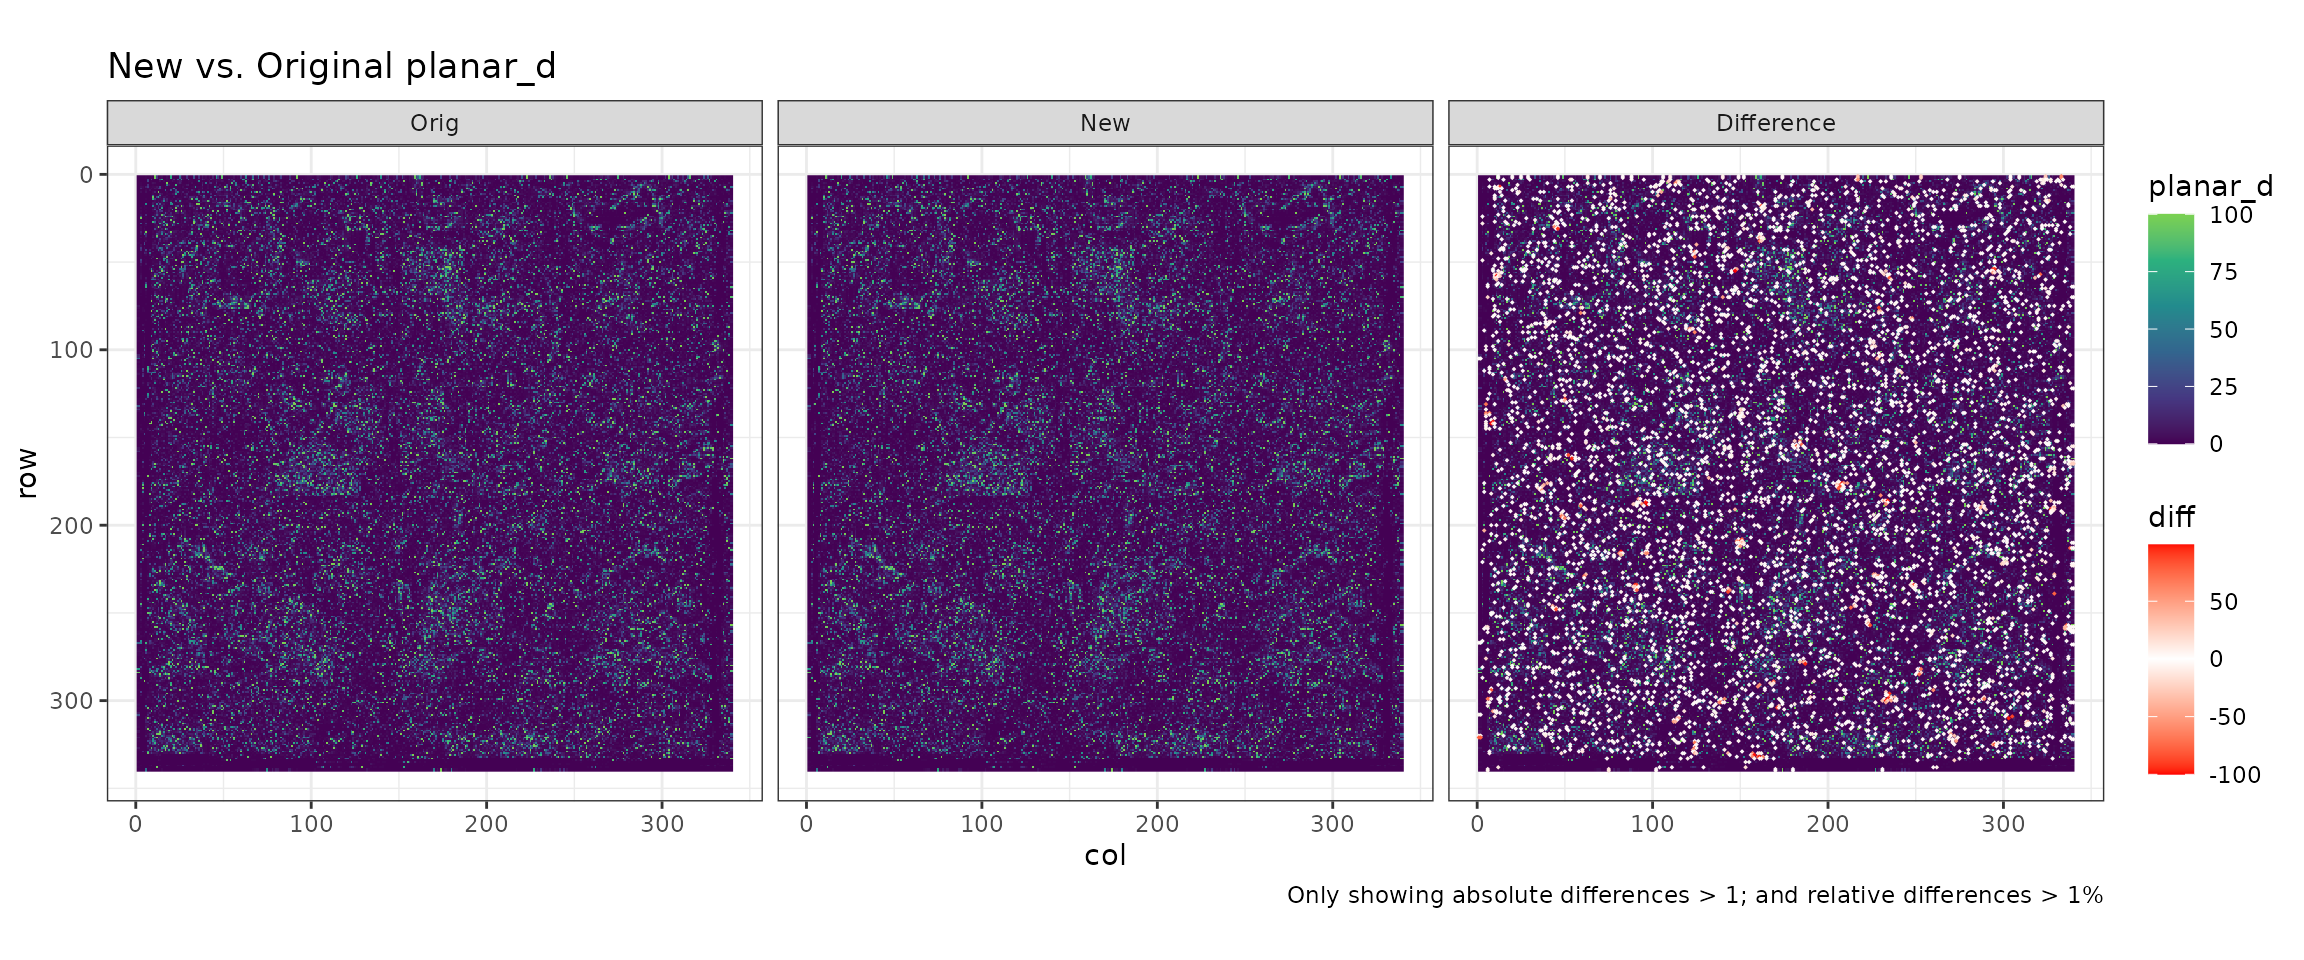 New vs. Original planar_d
Orig
New
Difference
0
100
200
300
row
0
100
200
300
0
100
200
300
0
100
200
300
col
planar_d
100
75
50
25
0
diff
50
0
-50
-100
Only showing absolute differences > 1; and relative differences > 1%